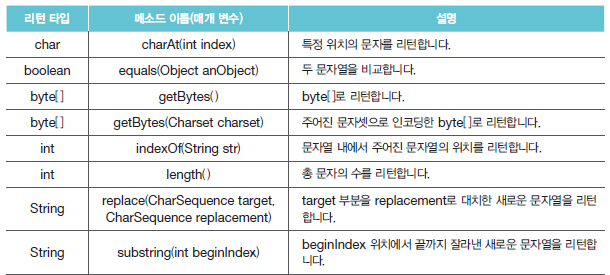 리턴 타입 메소드 이름(매개 변수) 설명
char charAt(int index) 특정 위치의 문자를 리턴합니다.
boolean equals(Object anObject) 두 문자열을 비교합니다.
byte[] getBytes() byte[]로 리턴합니다.
byte[] getBytes(Charset charset) 주어진 문자셋으로 인코딩한 byte[]로 리턴합니다.
int indexOf(String str) 문자열 내에서 주어진 문자열의 위치를 리턴합니다.
int length() 총 문자의 수를 리턴합니다.
String replace(CharSequence target, CharSequence replacement) target 부분을 replacement로 대치한 새로운 문자열을 리턴
합니다.
String substring(int beginIndex) beginIndex 위치에서 끝까지 잘라낸 새로운 문자열을 리턴합니
다.